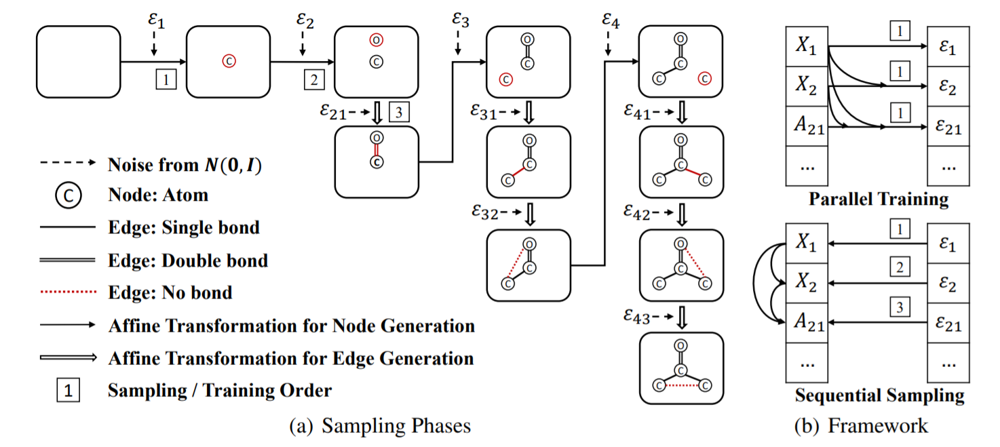 ε1
ε2
ε3
ε4
1
C
2
O
C
O
C
C
O
C
C
C
ε21
3
O
C
ε31
O
C
C
ε41
O
C
C
C
ε32
O
C
C
ε42
O
C
C
C
ε43
O
C
C
C
Noise from N(0, I)
C
Node: Atom
Edge: Single bond
Edge: Double bond
Edge: No bond
Affine Transformation for Node Generation
Affine Transformation for Edge Generation
1
Sampling / Training Order
(a) Sampling Phases
X1
1
ε1
X2
1
ε2
A21
1
ε21
...
...
Parallel Training
X1
1
ε1
X2
2
ε2
A21
3
ε21
...
...
Sequential Sampling
(b) Framework